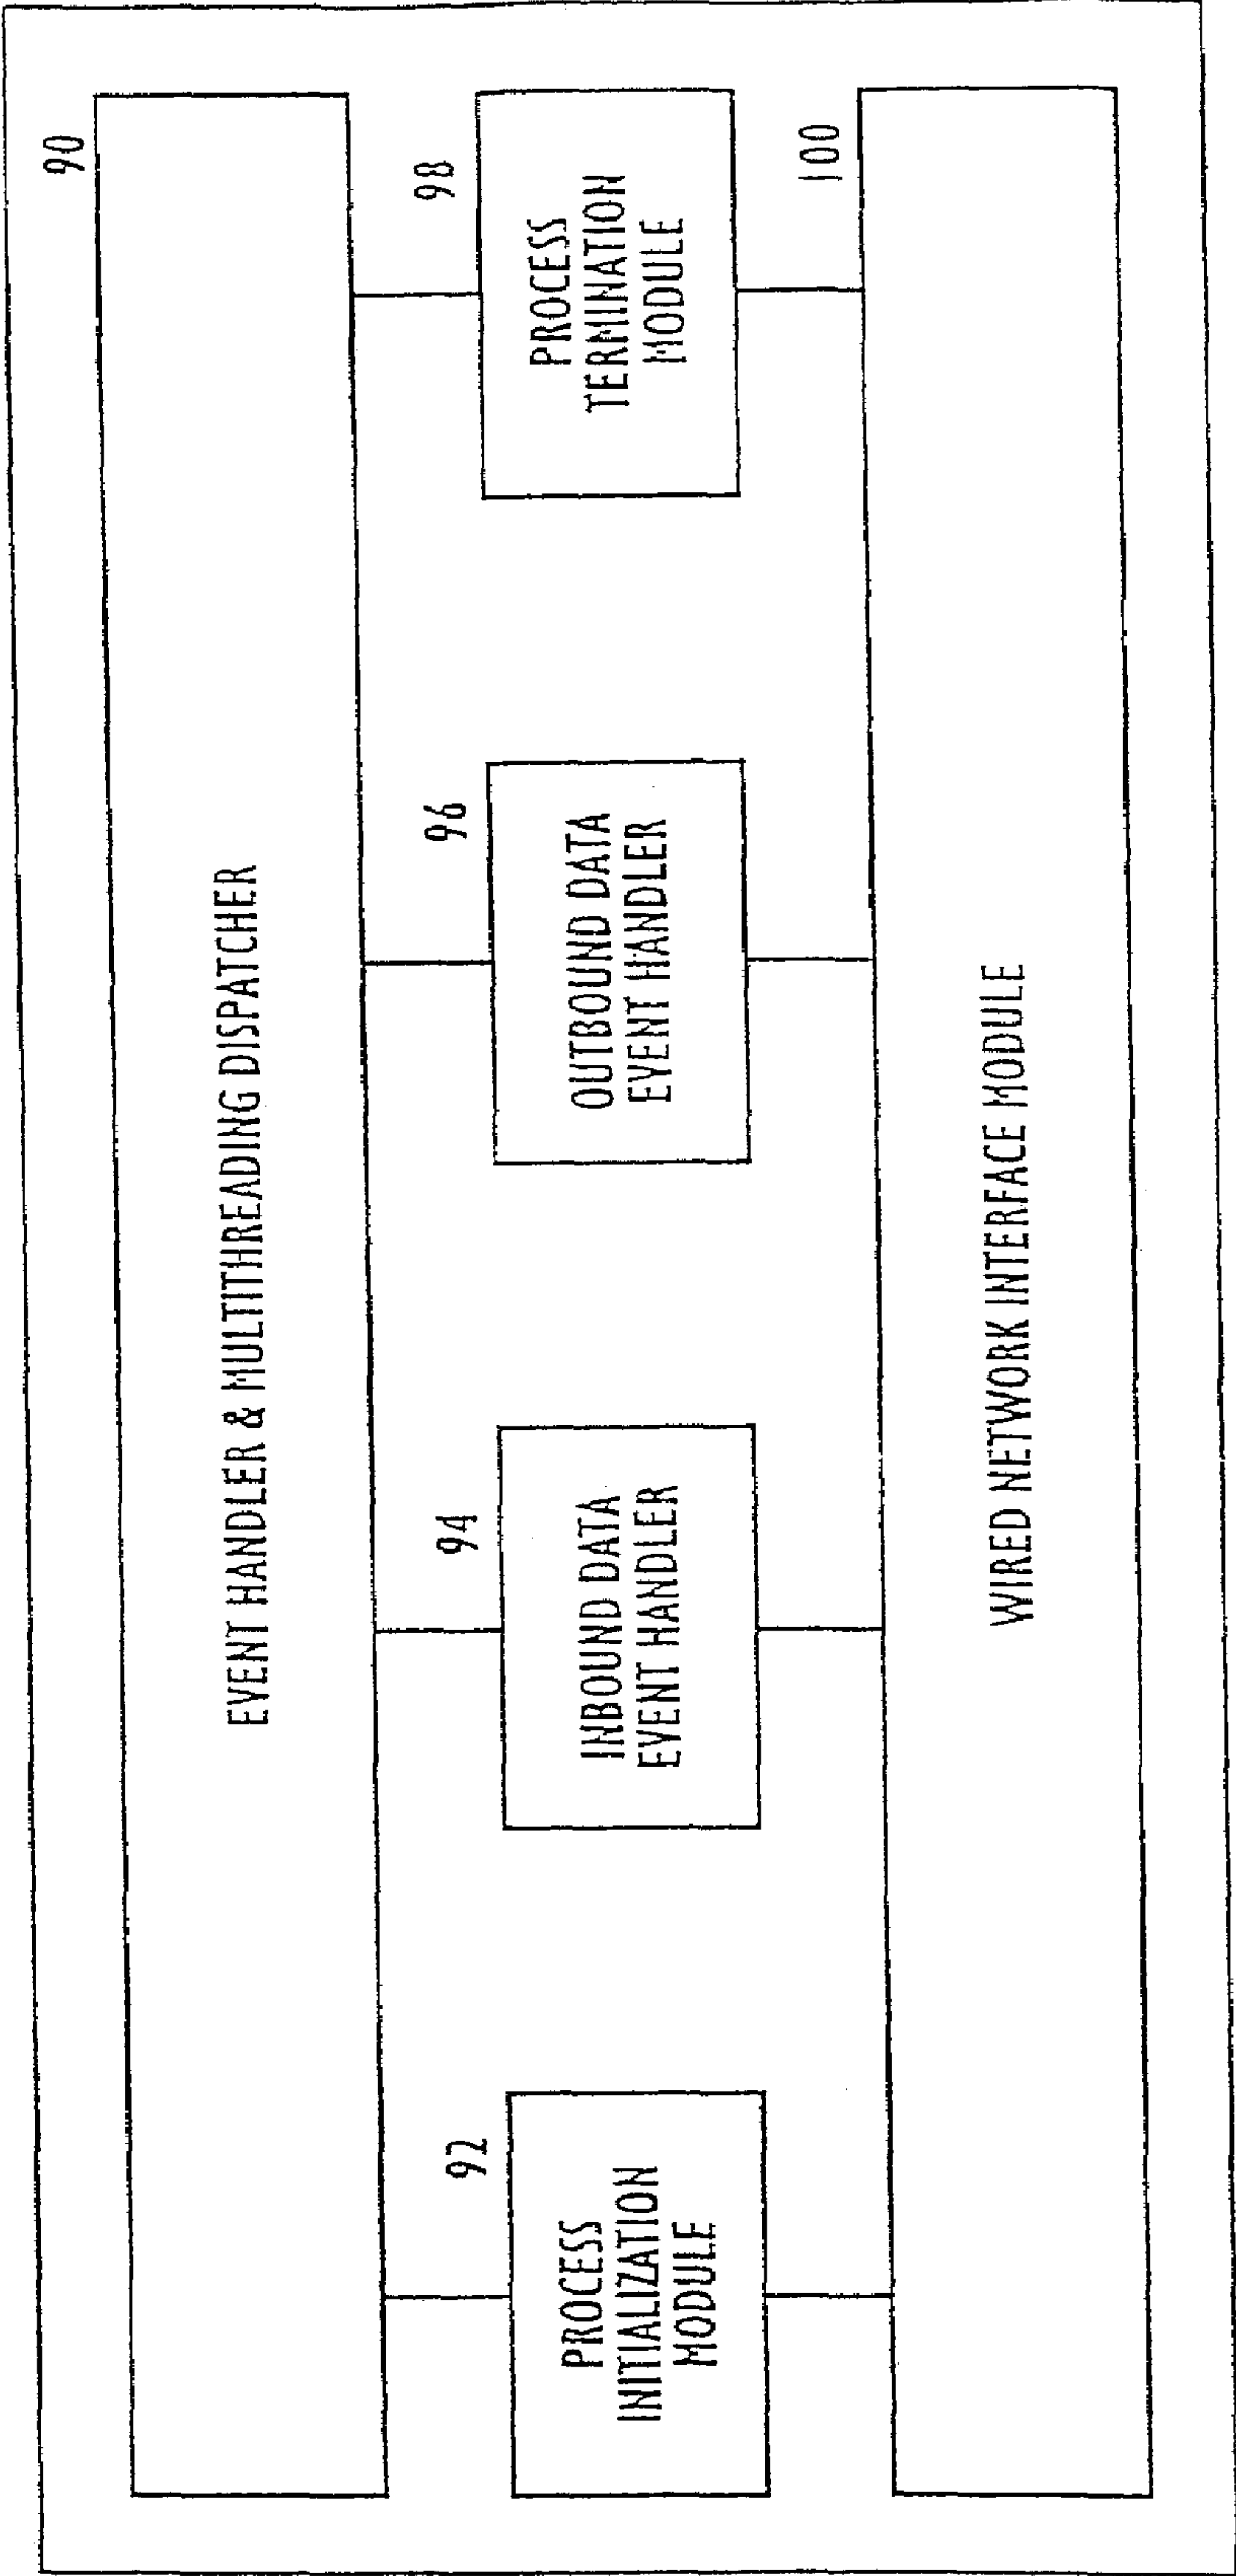 90
EVENT HANDLER & MULTITHREADING DISPATCHER
92
PROCESS
INITIALIZATION
MODULE
94
INBOUND DATA
EVENT HANDLER
96
OUTBOUND DATA
EVENT HANDLER
98
PROCESS
TERMINATION
MODULE
100
WIRED NETWORK INTERFACE MODULE